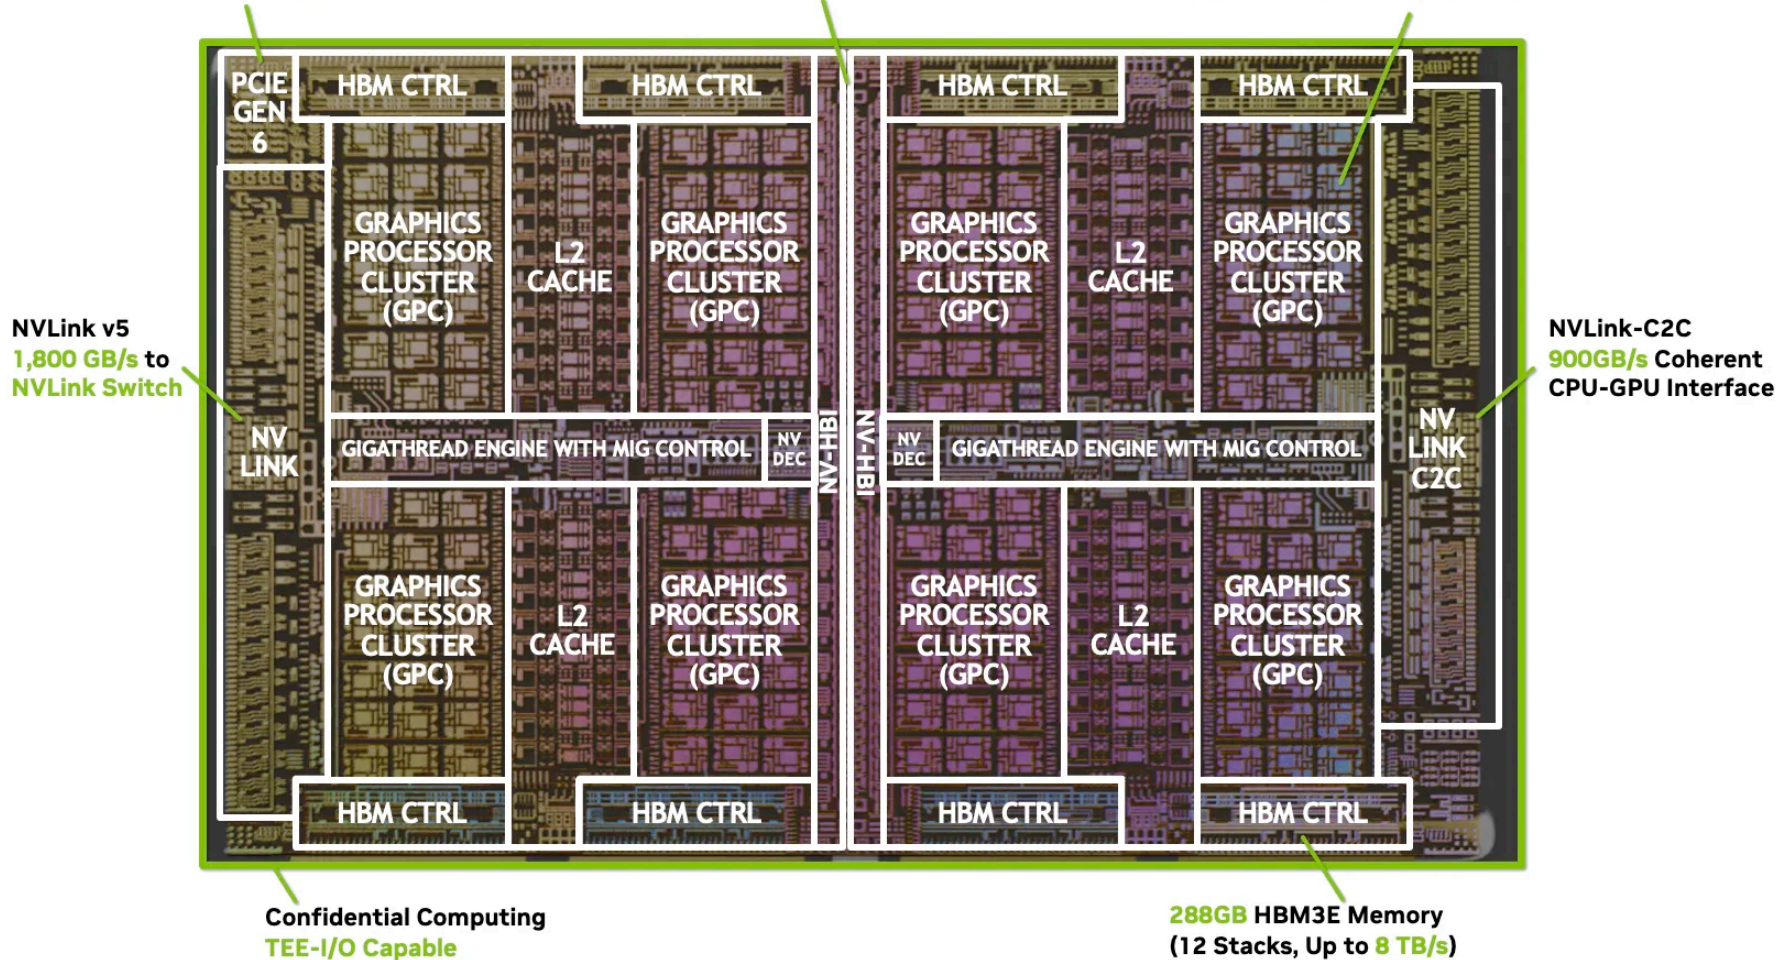 PCIE
GEN
6
HBM CTRL
HBM CTRL
HBM CTRL
HBM CTRL
GRAPHICS
PROCESSOR
CLUSTER
(GPC)
L2
CACHE
GRAPHICS
PROCESSOR
CLUSTER
(GPC)
GRAPHICS
PROCESSOR
CLUSTER
(GPC)
L2
CACHE
GRAPHICS
PROCESSOR
CLUSTER
(GPC)
NVLink v5
1,800 GB/s to
NVLink Switch
NVLink-C2C
900GB/s Coherent
CPU-GPU Interface
NV
LINK
GIGATHREAD ENGINE WITH MIG CONTROL
NV
DEC
NV-HBI
NV-HBI
NV
DEC
GIGATHREAD ENGINE WITH MIG CONTROL
NV
LINK
C2C
GRAPHICS
PROCESSOR
CLUSTER
(GPC)
L2
CACHE
GRAPHICS
PROCESSOR
CLUSTER
(GPC)
GRAPHICS
PROCESSOR
CLUSTER
(GPC)
L2
CACHE
GRAPHICS
PROCESSOR
CLUSTER
(GPC)
HBM CTRL
HBM CTRL
HBM CTRL
HBM CTRL
Confidential Computing
TEE-I/O Capable
288GB HBM3E Memory
(12 Stacks, Up to 8 TB/s)